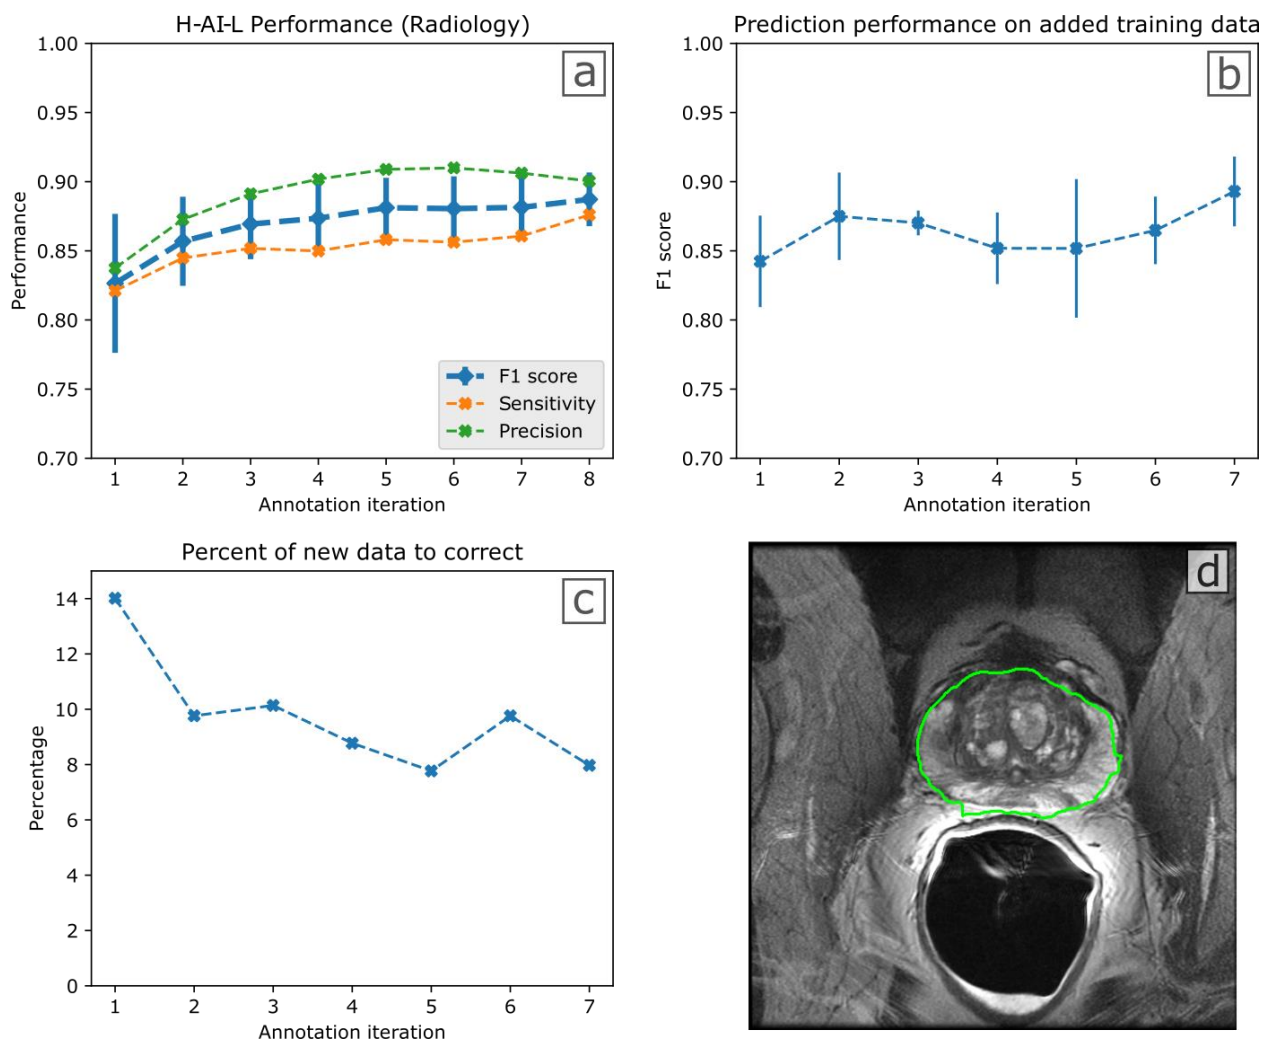 H-AI-L Performance (Radiology)
a
1.00
0.95
0.90
0.85
0.80
0.75
0.70
Performance
F1 score
Sensitivity
Precision
1 2 3 4 5 6 7 8
Annotation iteration
Prediction performance on added training data
b
1.00
0.95
0.90
0.85
0.80
0.75
0.70
F1 score
1 2 3 4 5 6 7
Annotation iteration
Percent of new data to correct
c
14
12
10
8
6
4
2
0
Percentage
1 2 3 4 5 6 7
Annotation iteration
d